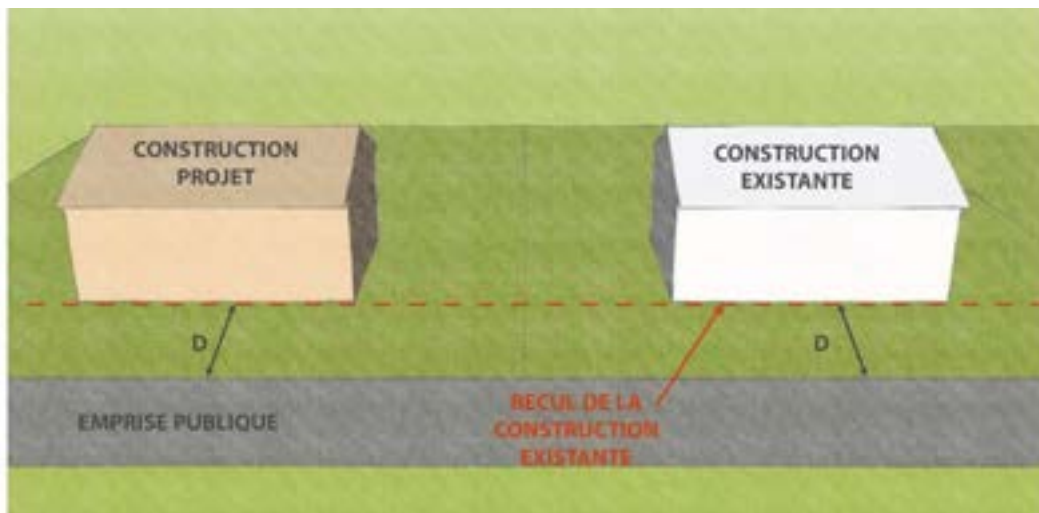 CONSTRUCTION
PROJET
CONSTRUCTION
EXISTANTE
D
D
EMPRISE PUBLIQUE
RECUL DE LA
CONSTRUCTION
EXISTANTE